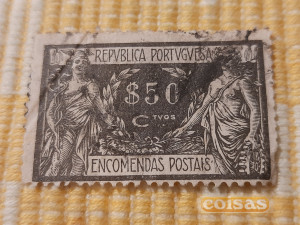 REPVBLICA PORTVGVESA
$50
CTVOS
ENCOMENDAS POSTAIS
coisas